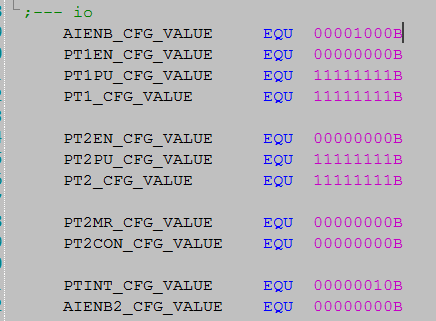 ;--- io
AIENB_CFG_VALUE EQU 00001000B
PT1EN_CFG_VALUE EQU 00000000B
PT1PU_CFG_VALUE EQU 11111111B
PT1_CFG_VALUE EQU 11111111B
PT2EN_CFG_VALUE EQU 00000000B
PT2PU_CFG_VALUE EQU 11111111B
PT2_CFG_VALUE EQU 11111111B
PT2MR_CFG_VALUE EQU 00000000B
PT2CON_CFG_VALUE EQU 00000000B
PTINT_CFG_VALUE EQU 00000010B
AIENB2_CFG_VALUE EQU 00000000B